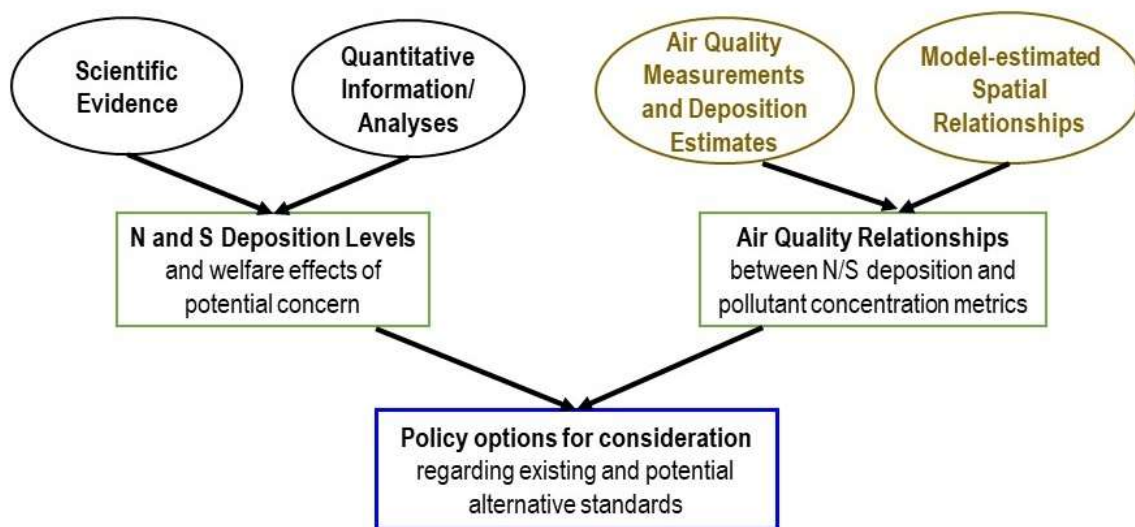 Scientific
Evidence
Quantitative
Information/
Analyses
Air Quality
Measurements
and Deposition
Estimates
Model-estimated
Spatial
Relationships
N and S Deposition Levels
and welfare effects of
potential concern
Air Quality Relationships
between N/S deposition and
pollutant concentration metrics
Policy options for consideration
regarding existing and potential
alternative standards